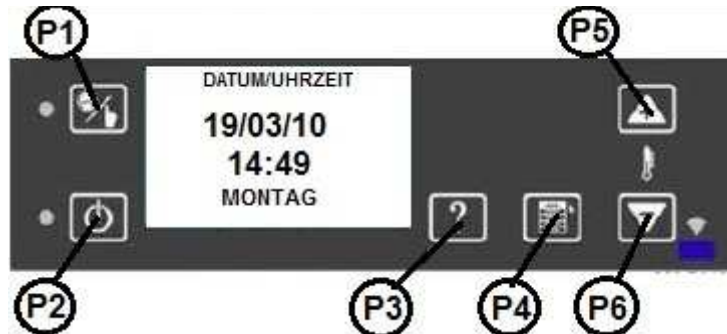 P1
P5
DATUM/UHRZEIT
19/03/10
14:49
MONTAG
?
P2
P3
P4
P6